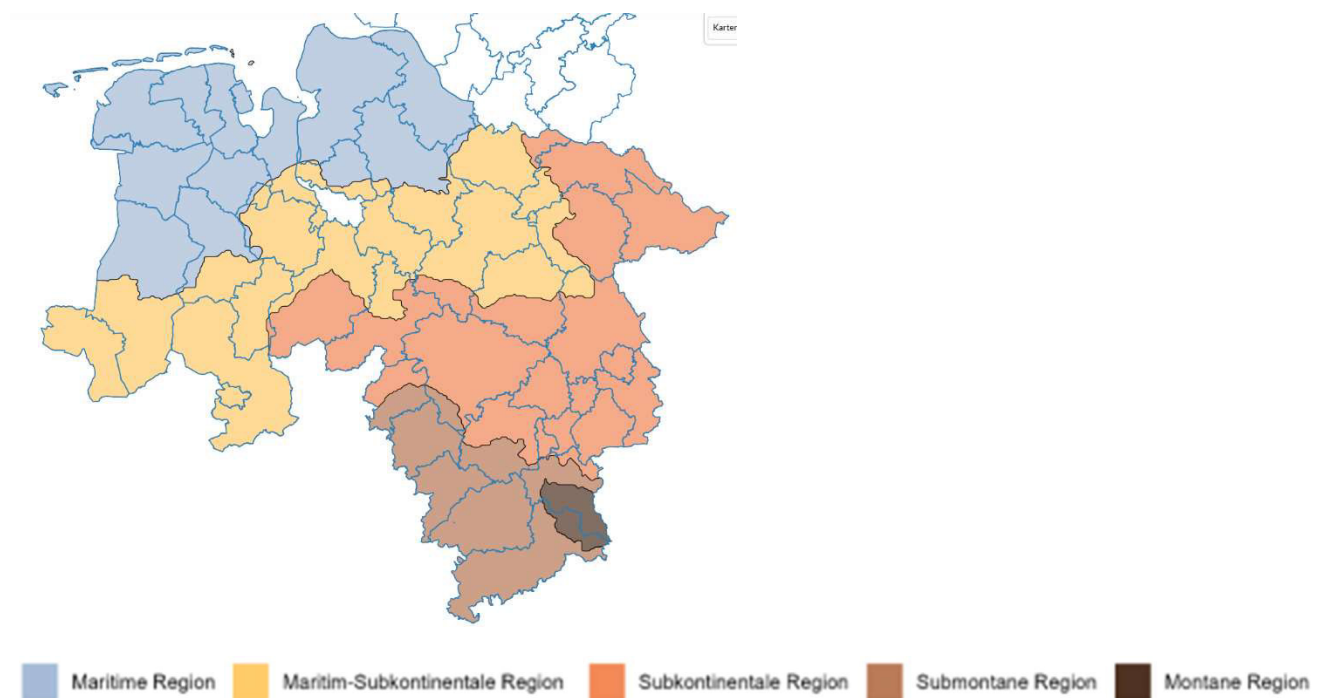 Karten
Maritime Region
Maritim-Subkontinentale Region
Subkontinentale Region
Submontane Region
Montane Region